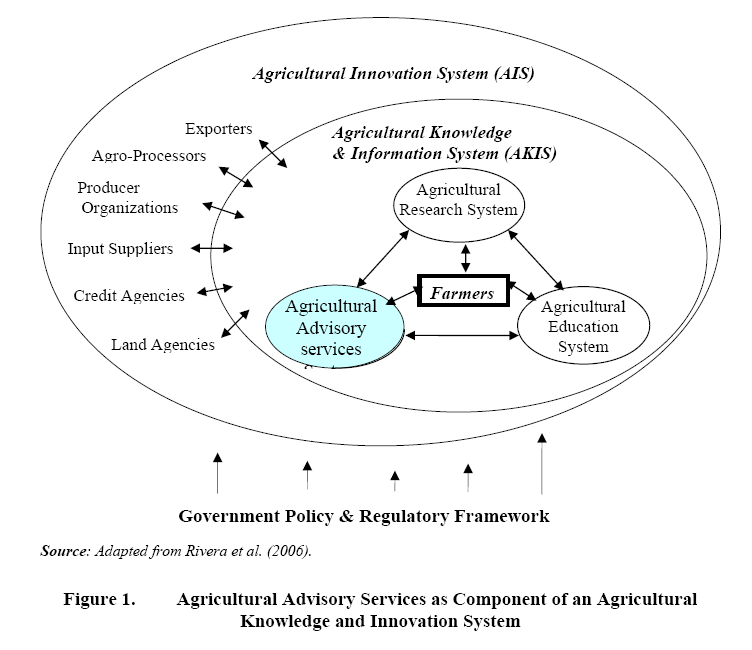 Agricultural Innovation System (AIS)
Exporters
Agro-Processors
Producer
Organizations
Input Suppliers
Credit Agencies
Land Agencies
Agricultural Knowledge
& Information System (AKIS)
Agricultural
Research System
Farmers
Agricultural
Advisory
services
Agricultural
Education
System
Government Policy & Regulatory Framework
Source: Adapted from Rivera et al. (2006).
Figure 1. Agricultural Advisory Services as Component of an Agricultural
Knowledge and Innovation System